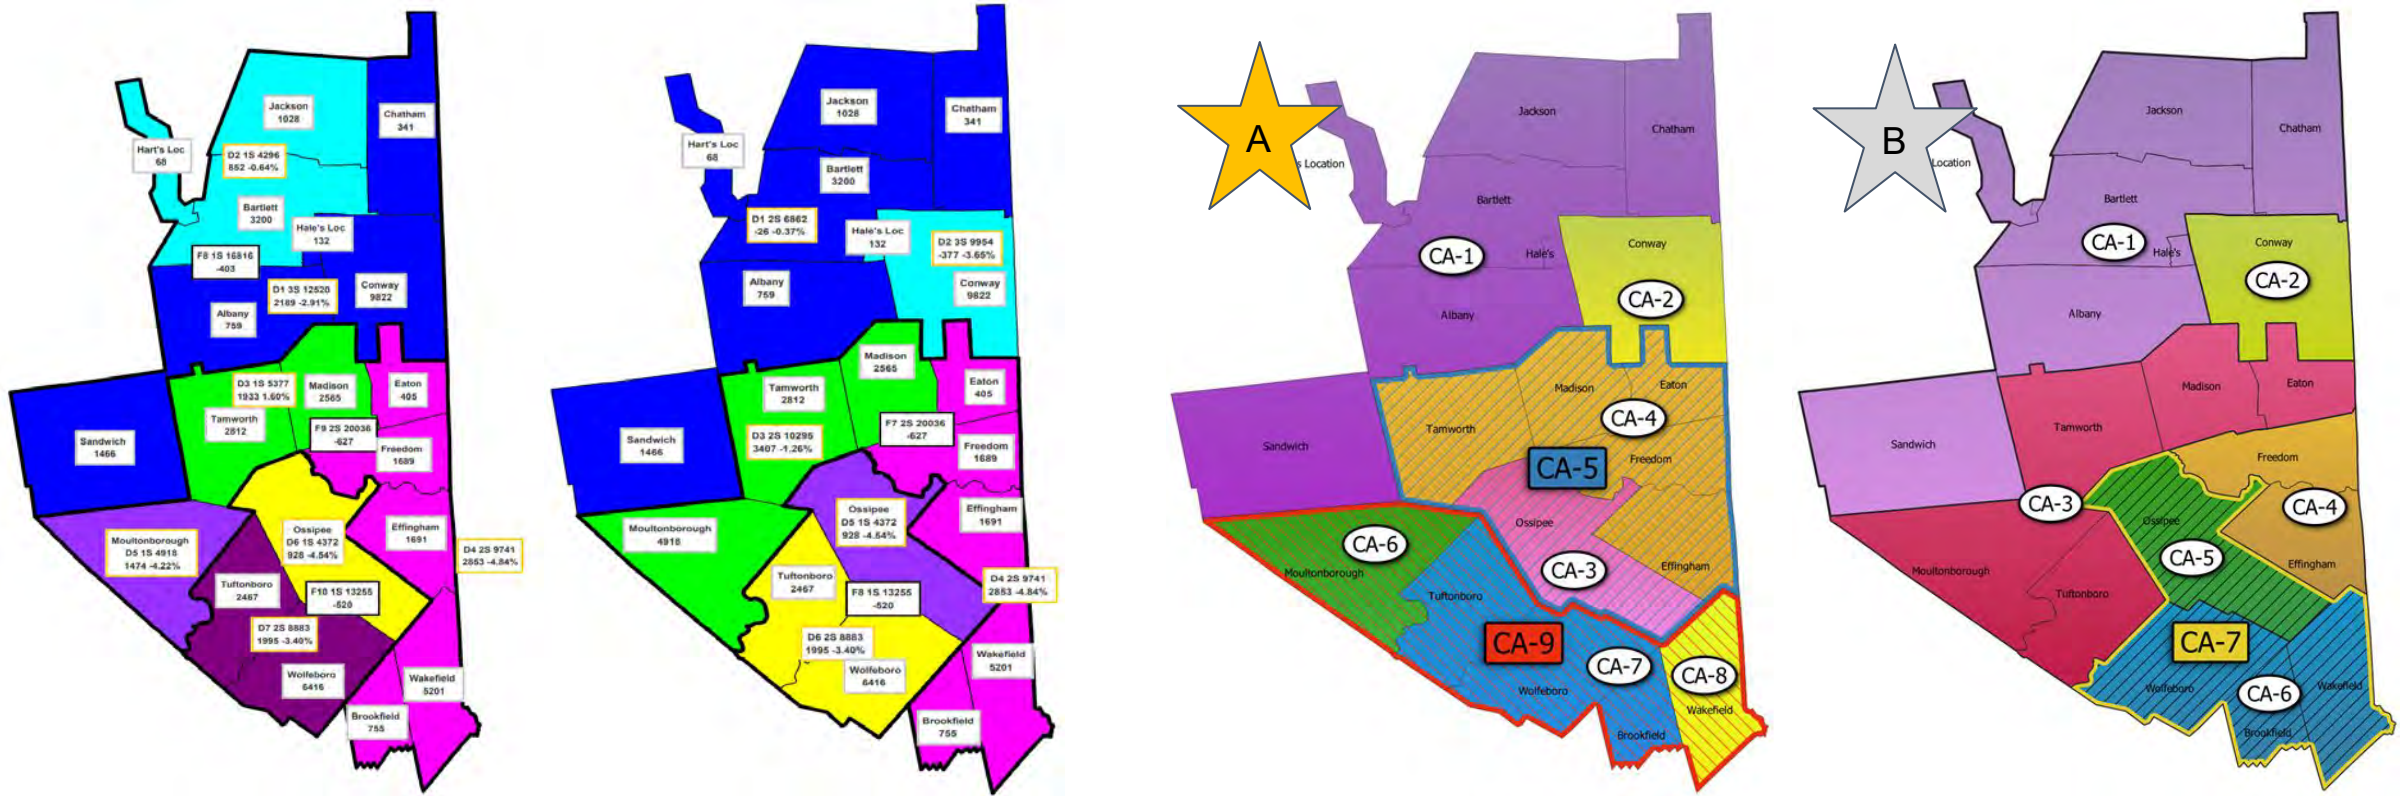 Jackson
1028
Chatham
341
Hart's Loc
68
D2 1S 4296
852 -0.64%
Bartlett
3200
Hale's Loc
132
F8 1S 16816
-403
D1 3S 12520
2189 -2.91%
Conway
9822
Albany
759
D3 1S 5377
1933 1.60%
Madison
2565
Eaton
405
Tamworth
2812
F9 2S 20036
-627
Sandwich
1466
Freedom
1689
Moultonborough
D5 1S 4918
1474 -4.22%
Ossipee
D6 1S 4372
928 -4.54%
Effingham
1691
D4 2S 9741
2853 -4.84%
Tuftonboro
2467
F10 1S 13255
-520
D7 2S 8883
1995 -3.40%
Wolfeboro
6416
Wakefield
5201
Brookfield
755
Jackson
1028
Chatham
341
Hart's Loc
68
Bartlett
3200
D1 2S 6862
-26 -0.37%
Hale's Loc
132
D2 3S 9954
-377 -3.65%
Albany
759
Conway
9822
Madison
2565
Tamworth
2812
Eaton
405
D3 2S 10295
3407 -1.26%
F7 2S 20036
-627
Sandwich
1466
Freedom
1689
Moultonborough
4918
Ossipee
D5 1S 4372
928 -4.54%
Effingham
1691
Tuftonboro
2467
F8 1S 13255
-520
D4 2S 9741
2853 -4.84%
D6 2S 8883
1995 -3.40%
Wolfeboro
6416
Wakefield
5201
Brookfield
755
A
Jackson
Chatham
s Location
Bartlett
CA-1
Hale's
Conway
CA-2
Albany
Madison
Eaton
CA-4
Tamworth
Sandwich
CA-5
Freedom
Ossipee
CA-6
Moultonborough
CA-3
Effingham
Tuftonboro
CA-9
CA-7
CA-8
Wolfeboro
Wakefield
Brookfield
B
Jackson
Chatham
Location
Bartlett
CA-1
Hale's
Conway
CA-2
Albany
Madison
Eaton
Tamworth
Sandwich
Freedom
CA-3
CA-4
Ossipee
CA-5
Effingham
Moultonborough
Tuftonboro
CA-7
Wolfeboro
CA-6
Wakefield
Brookfield